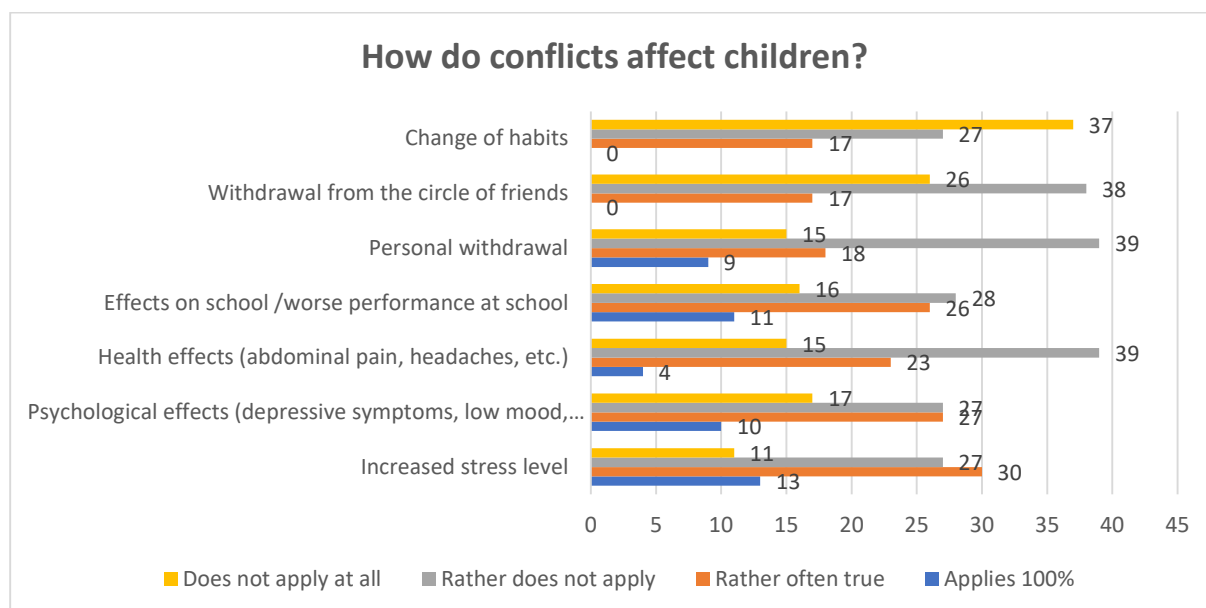 How do conflicts affect children?
Change of habits
37
27
17
0
Withdrawal from the circle of friends
26
38
17
0
Personal withdrawal
15
39
18
9
Effects on school /worse performance at school
16
28
26
11
Health effects (abdominal pain, headaches, etc.)
15
39
23
4
Psychological effects (depressive symptoms, low mood,...
17
27
27
10
Increased stress level
11
27
30
13
0 5 10 15 20 25 30 35 40 45
Does not apply at all Rather does not apply Rather often true Applies 100%